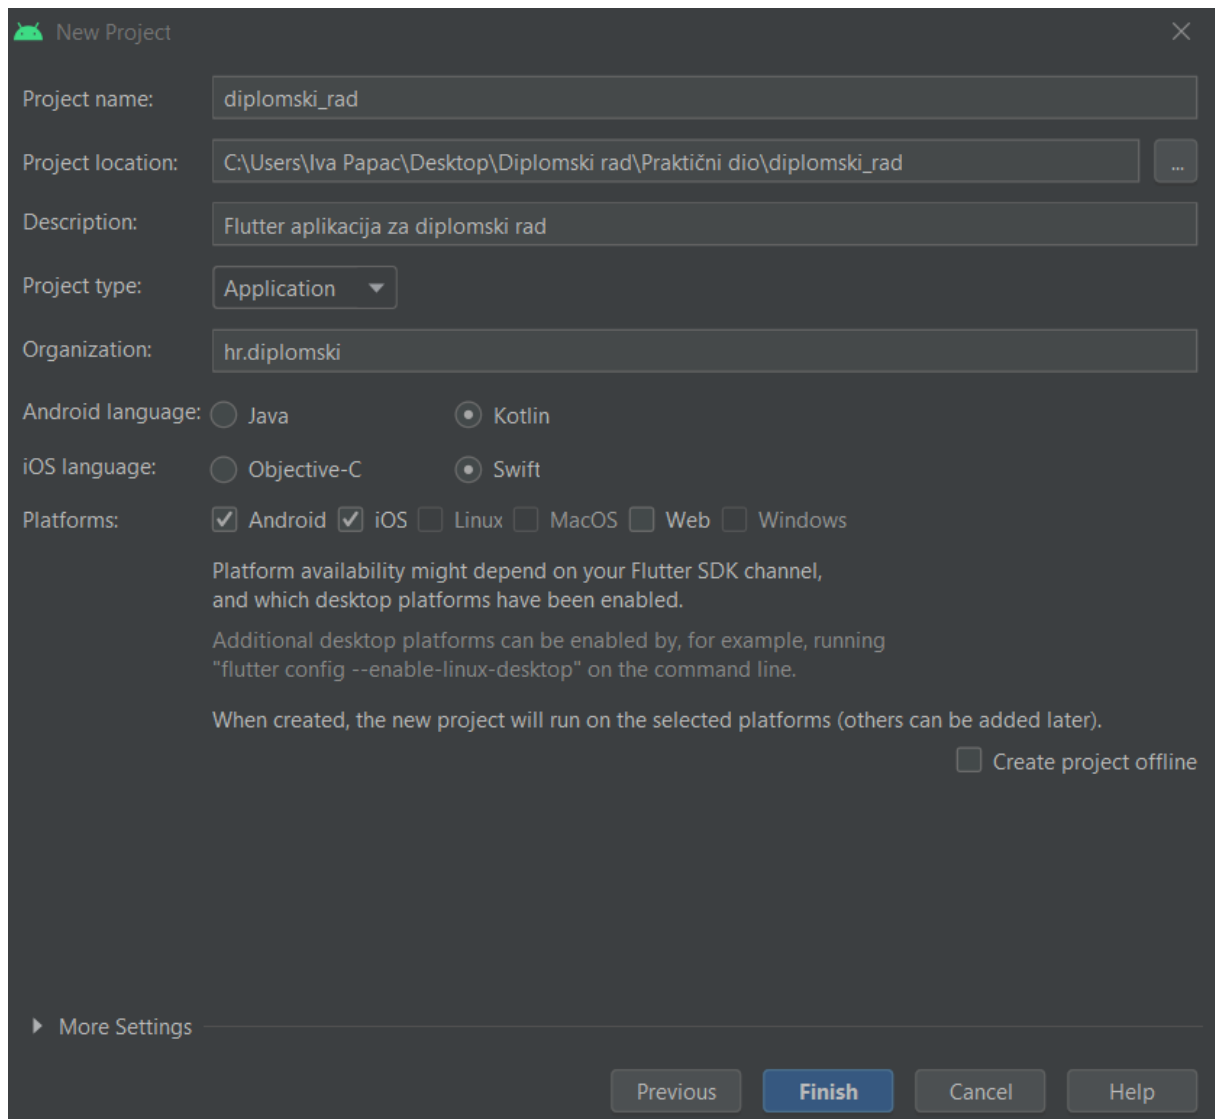 New Project
Project name: diplomski_rad
Project location: C:\Users\Iva Papac\Desktop\Diplomski rad\Praktični dio\diplomski_rad ...
Description: Flutter aplikacija za diplomski rad
Project type: Application
Organization: hr.diplomski
Android language: Java Kotlin
iOS language: Objective-C Swift
Platforms: Android iOS Linux MacOS Web Windows
Platform availability might depend on your Flutter SDK channel,
and which desktop platforms have been enabled.
Additional desktop platforms can be enabled by, for example, running
"flutter config --enable-linux-desktop" on the command line.
When created, the new project will run on the selected platforms (others can be added later).
Create project offline
More Settings
Previous Finish Cancel Help